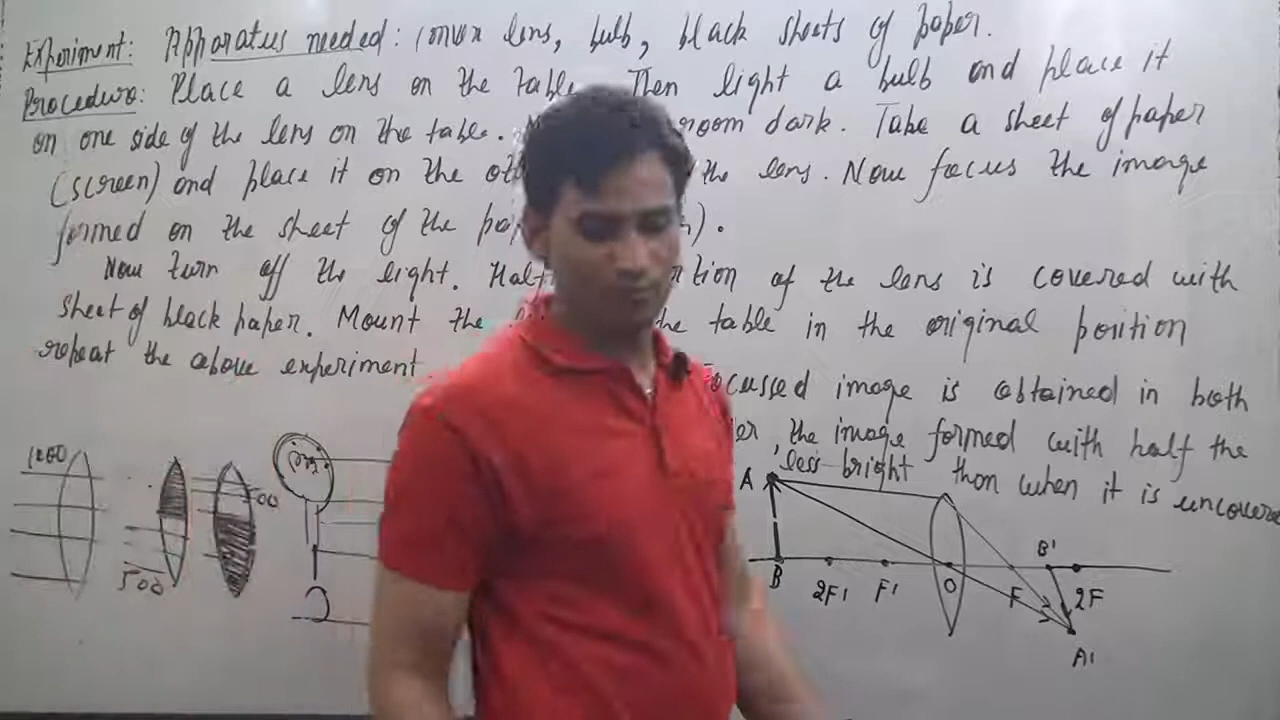 Experiment: Apparatus needed: convex lens, bulb, black sheets of paper.
Procedure: Place a lens on the table Then light a bulb and place it
on one side of the lens on the table. room dark. Take a sheet of paper
(screen) and place it on the the lens. Now focus the image
formed on the sheet of the
Now turn off the light. Half of the lens is covered with
sheet of black paper. Mount the the table in the original position
repeat the above experiment
image is obtained in both
, the image formed with half the
less bright than when it is
1000
500
00
A
B
2F1
F1
O
F
B'
2F
A1